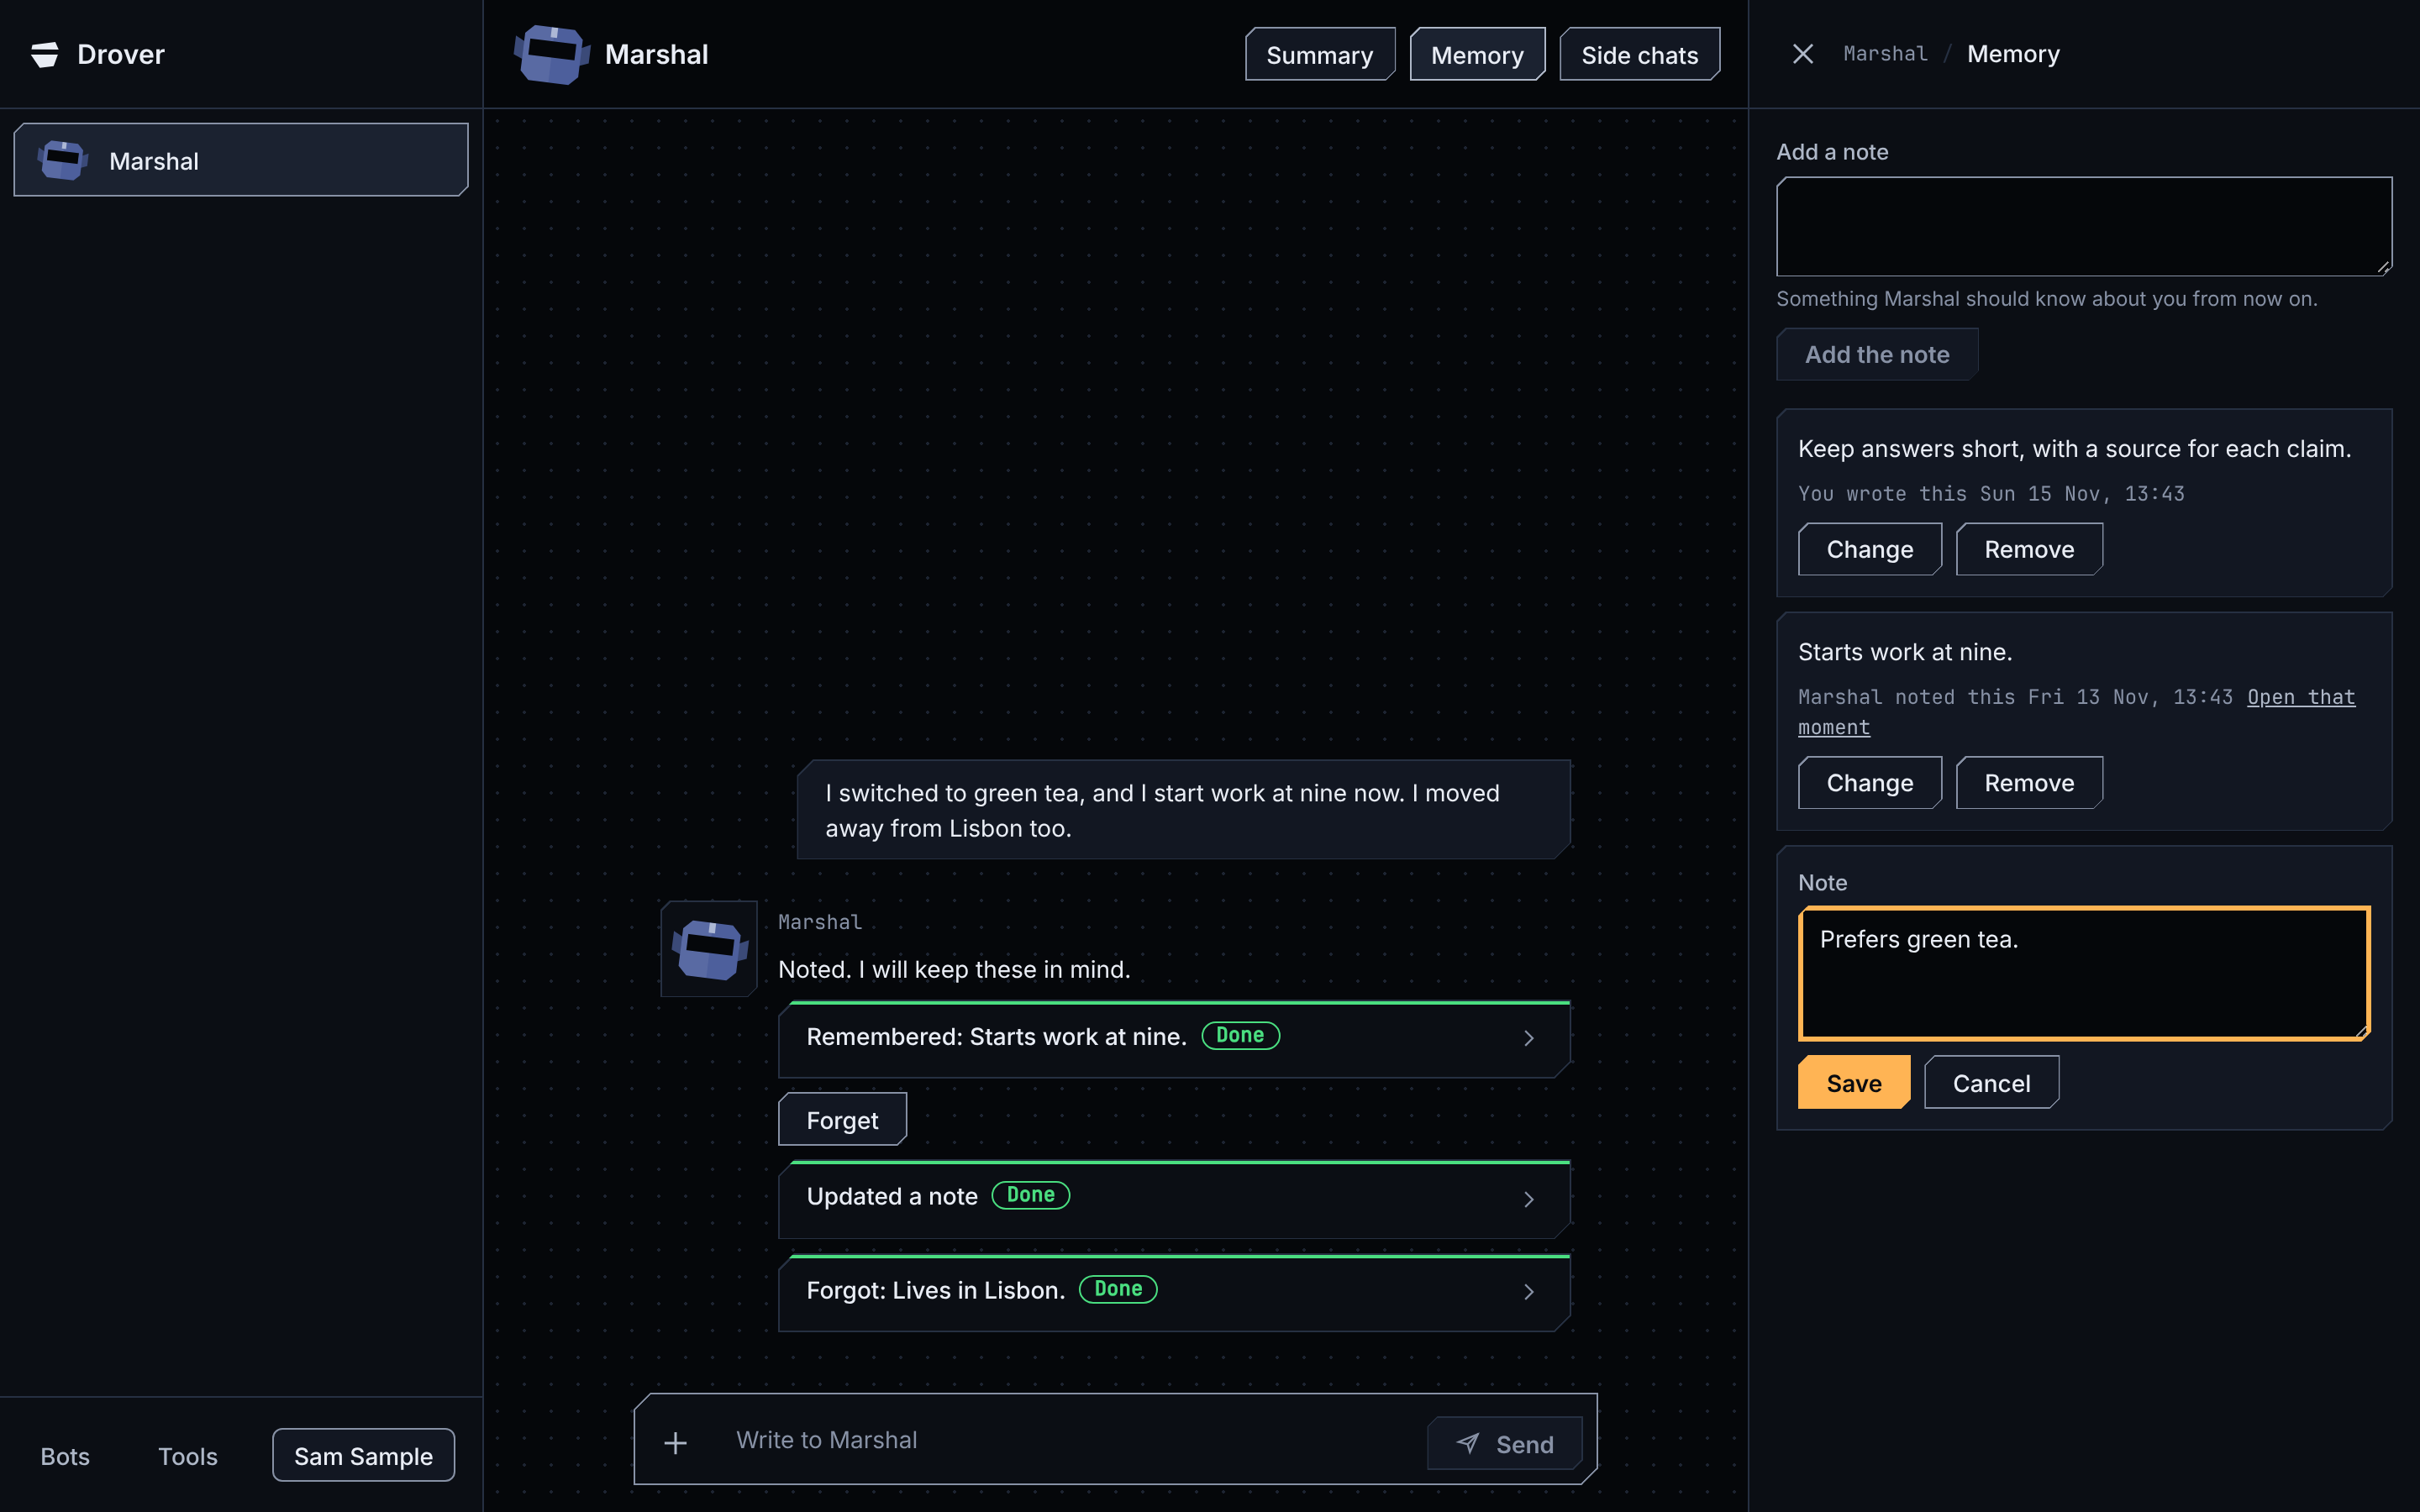 Drover
Marshal
Bots
Tools
Sam Sample
Marshal
Summary
Memory
Side chats
I switched to green tea, and I start work at nine now. I moved
away from Lisbon too.
Marshal
Noted. I will keep these in mind.
Remembered: Starts work at nine. Done
Forget
Updated a note Done
Forgot: Lives in Lisbon. Done
Write to Marshal
Send
Marshal / Memory
Add a note
Something Marshal should know about you from now on.
Add the note
Keep answers short, with a source for each claim.
You wrote this Sun 15 Nov, 13:43
Change
Remove
Starts work at nine.
Marshal noted this Fri 13 Nov, 13:43 Open that
moment
Change
Remove
Note
Prefers green tea.
Save
Cancel